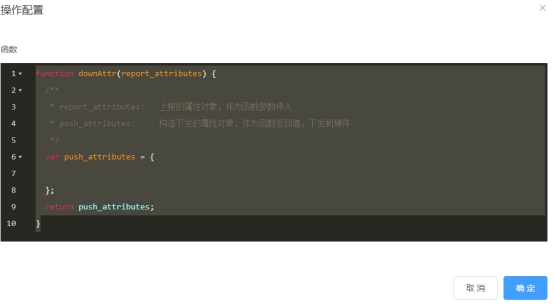 操作配置
×
函数
1 function downAttr(report_attributes) {
2 /**
3 * report_attributes: 上报的属性对象，作为函数参数传入
4 * push_attributes: 构造下发的属性对象，作为函数返回值，下发到硬件
5 */
6 var push_attributes = {
7
8 };
9 return push_attributes;
10 }
取消 确定